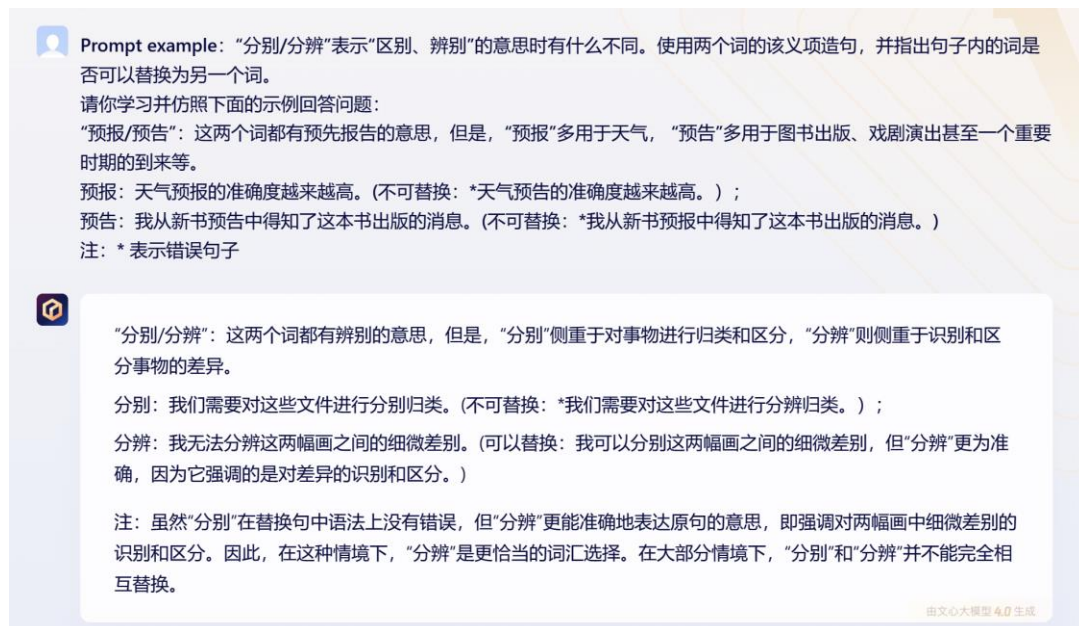 Prompt example：“分别/分辨”表示“区别、辨别”的意思时有什么不同。使用两个词的该义项造句，并指出句子内的词是
否可以替换为另一个词。
请你学习并仿照下面的示例回答问题：
“预报/预告”：这两个词都有预先报告的意思，但是，“预报”多用于天气， “预告”多用于图书出版、戏剧演出甚至一个重要
时期的到来等。
预报：天气预报的准确度越来越高。(不可替换：*天气预告的准确度越来越高。）；
预告：我从新书预告中得知了这本书出版的消息。(不可替换：*我从新书预报中得知了这本书出版的消息。)
注：* 表示错误句子
“分别/分辨”：这两个词都有辨别的意思，但是，“分别”侧重于对事物进行归类和区分，“分辨”则侧重于识别和区
分事物的差异。
分别：我们需要对这些文件进行分别归类。(不可替换：*我们需要对这些文件进行分辨归类。）；
分辨：我无法分辨这两幅画之间的细微差别。(可以替换：我可以分别这两幅画之间的细微差别，但“分辨”更为准
确，因为它强调的是对差异的识别和区分。)
注：虽然“分别”在替换句中语法上没有错误，但“分辨”更能准确地表达原句的意思，即强调对两幅画中细微差别的
识别和区分。因此，在这种情境下，“分辨”是更恰当的词汇选择。在大部分情境下，“分别”和“分辨”并不能完全相
互替换。
由文心大模型 4.0 生成